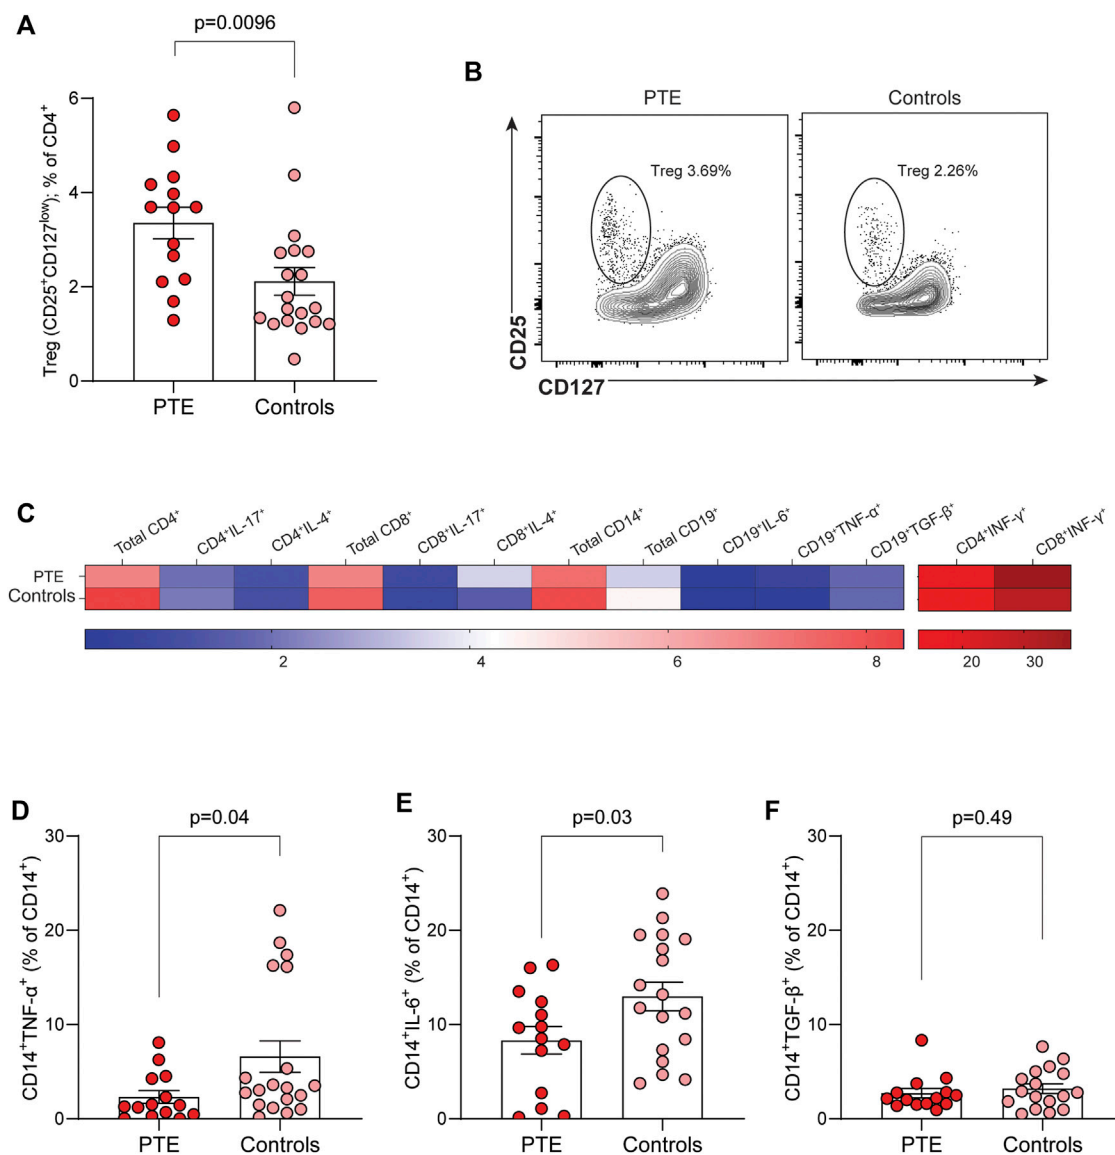 A
p=0.0096
Treg (CD25⁺CD127ˡᵒʷ); % of CD4⁺
6
4
2
0
PTE
Controls
B
PTE
Controls
Treg 3.69%
Treg 2.26%
CD25
CD127
C
Total CD4⁺
CD4⁺IL-17⁺
CD4⁺IL-4⁺
Total CD8⁺
CD8⁺IL-17⁺
CD8⁺IL-4⁺
Total CD14⁺
Total CD19⁺
CD19⁺IL-6⁺
CD19⁺TNF-α⁺
CD19⁺TGF-β⁺
CD4⁺INF-γ⁺
CD8⁺INF-γ⁺
PTE
Controls
2 4 6 8
20 30
D
p=0.04
CD14⁺TNF-α⁺ (% of CD14⁺)
30
20
10
0
PTE
Controls
E
p=0.03
CD14⁺IL-6⁺ (% of CD14⁺)
30
20
10
0
PTE
Controls
F
p=0.49
CD14⁺TGF-β⁺ (% of CD14⁺)
30
20
10
0
PTE
Controls